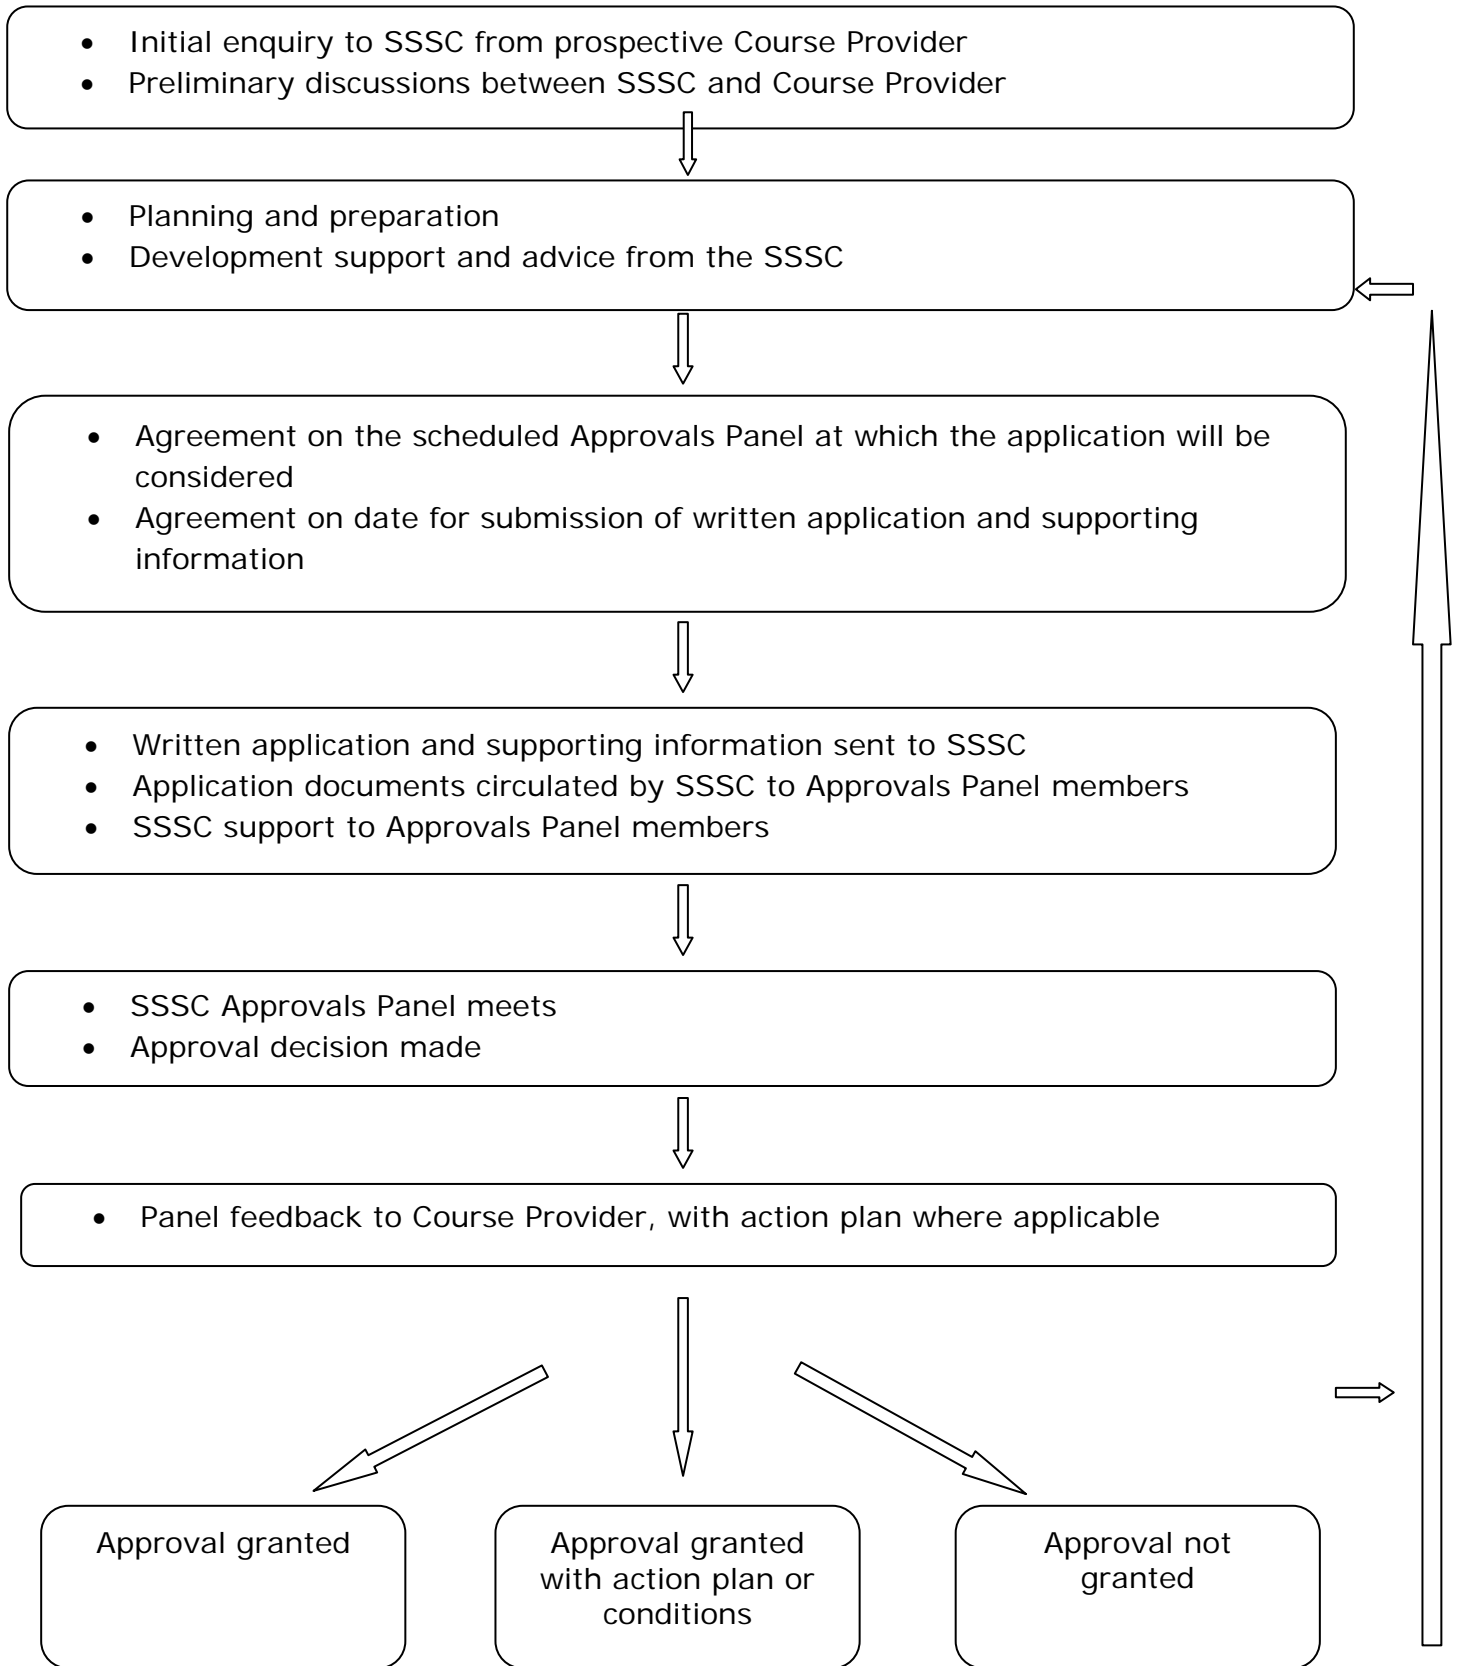 • Initial enquiry to SSSC from prospective Course Provider
• Preliminary discussions between SSSC and Course Provider
• Planning and preparation
• Development support and advice from the SSSC
• Agreement on the scheduled Approvals Panel at which the application will be
considered
• Agreement on date for submission of written application and supporting
information
• Written application and supporting information sent to SSSC
• Application documents circulated by SSSC to Approvals Panel members
• SSSC support to Approvals Panel members
• SSSC Approvals Panel meets
• Approval decision made
• Panel feedback to Course Provider, with action plan where applicable
Approval granted
Approval granted
with action plan or
conditions
Approval not
granted